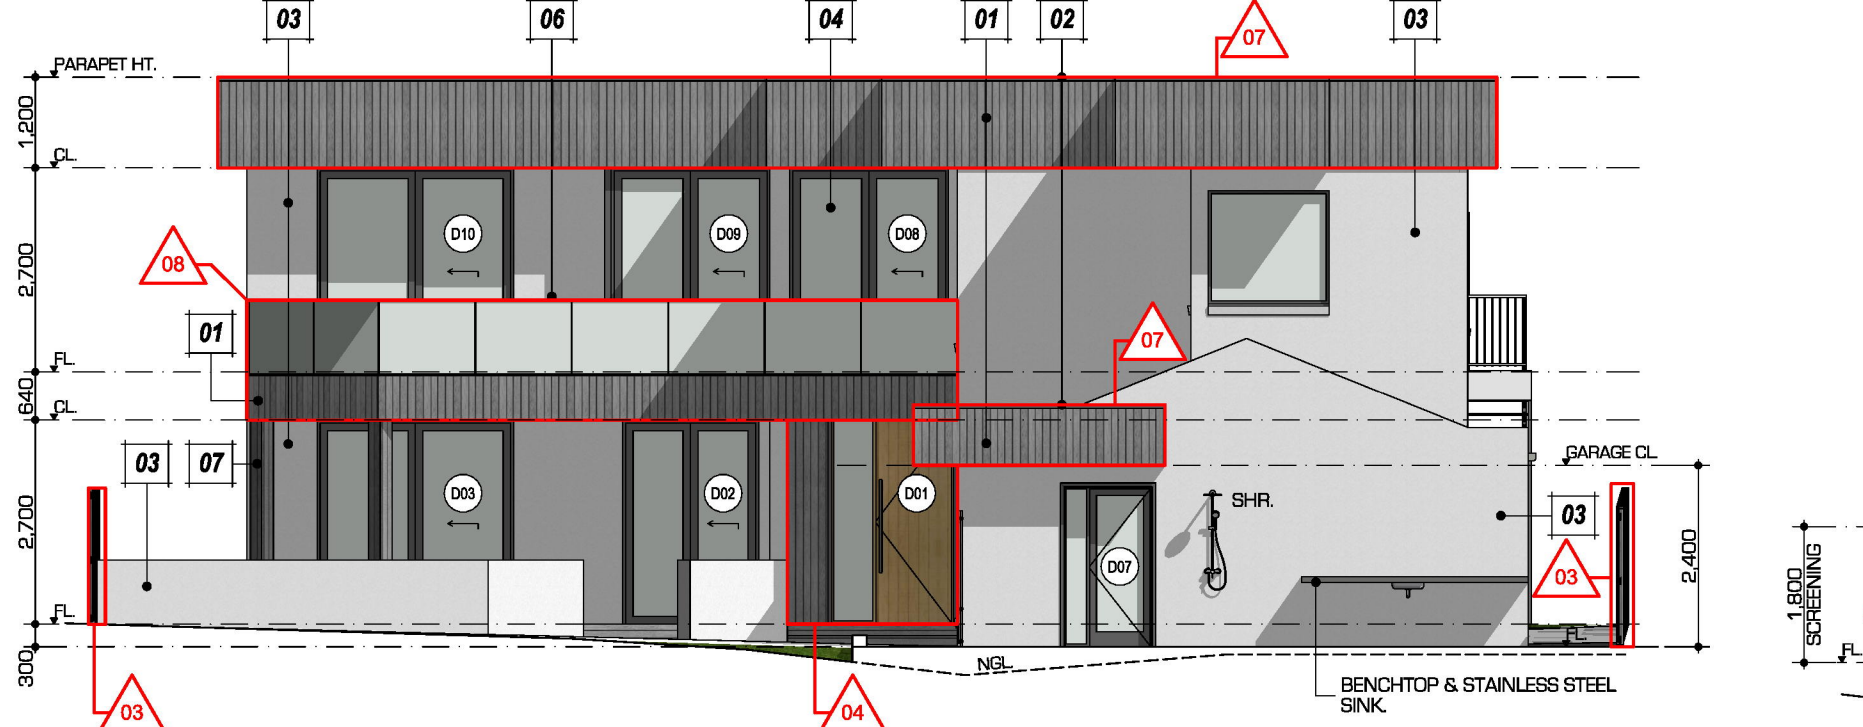 03
06
04
01
02
07
03
PARAPET HT.
1,200
CL.
D10
D09
D08
2,700
08
01
07
FL.
640
CL.
03
07
GARAGE CL
D03
D02
D01
SHR.
03
2,700
D07
2,400
03
1,800
SCREENING
FL.
FL.
FL.
300
NGL
BENCHTOP & STAINLESS STEEL
SINK.
03
04